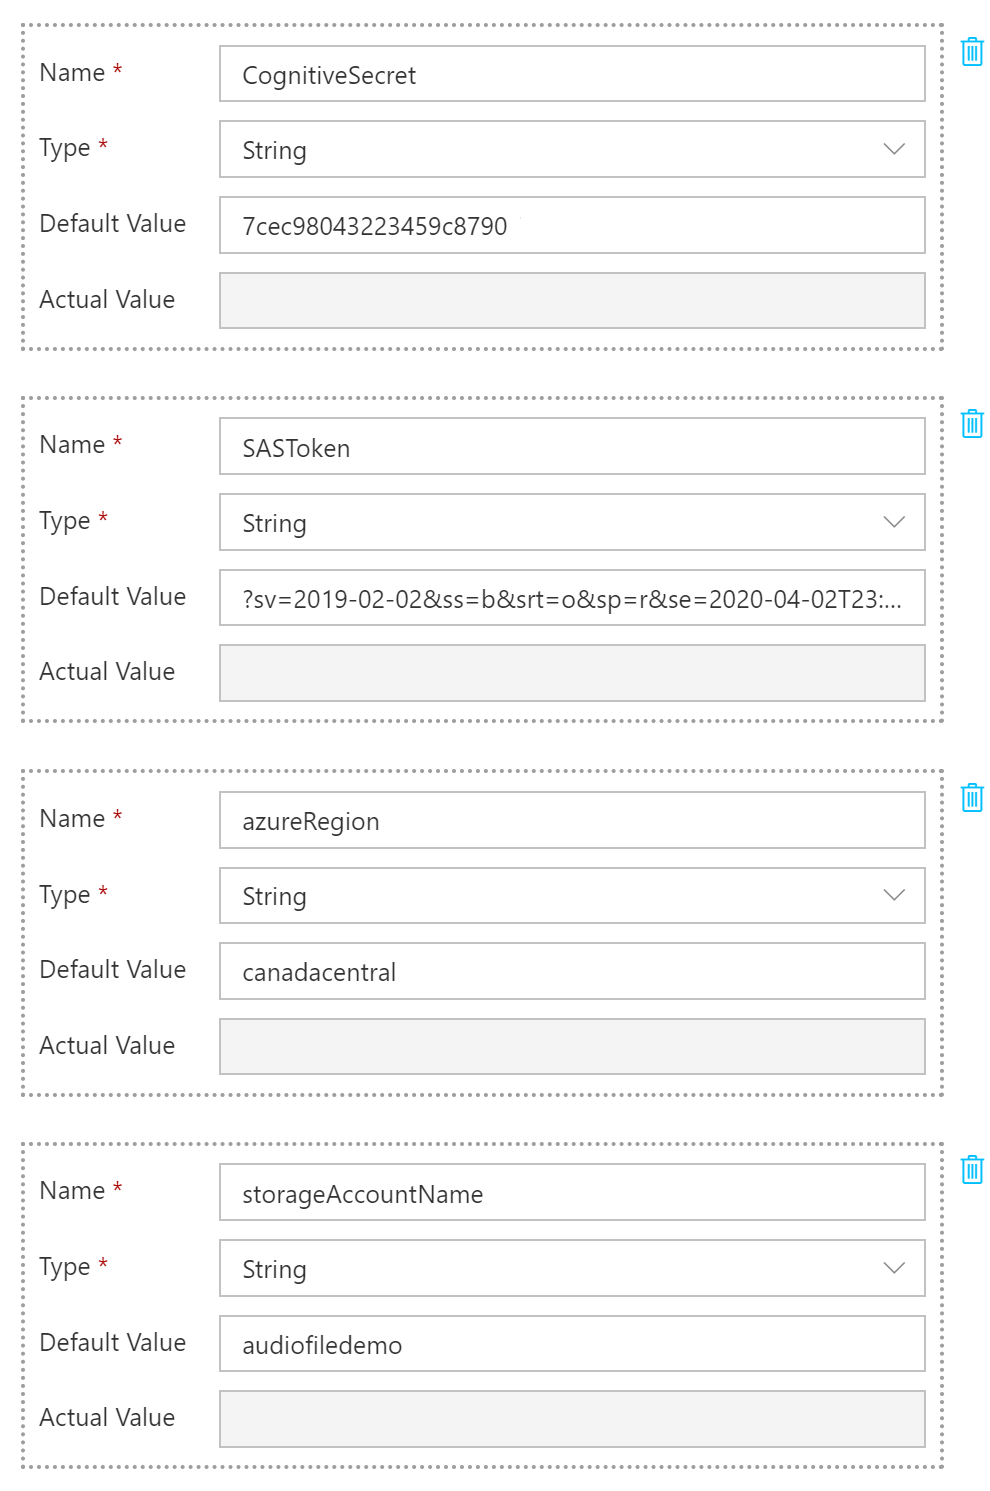 Name * CognitiveSecret
Type * String
Default Value 7cec98043223459c8790
Actual Value
Name * SASToken
Type * String
Default Value ?sv=2019-02-02&ss=b&srt=o&sp=r&se=2020-04-02T23:...
Actual Value
Name * azureRegion
Type * String
Default Value canadacentral
Actual Value
Name * storageAccountName
Type * String
Default Value audiofiledemo
Actual Value